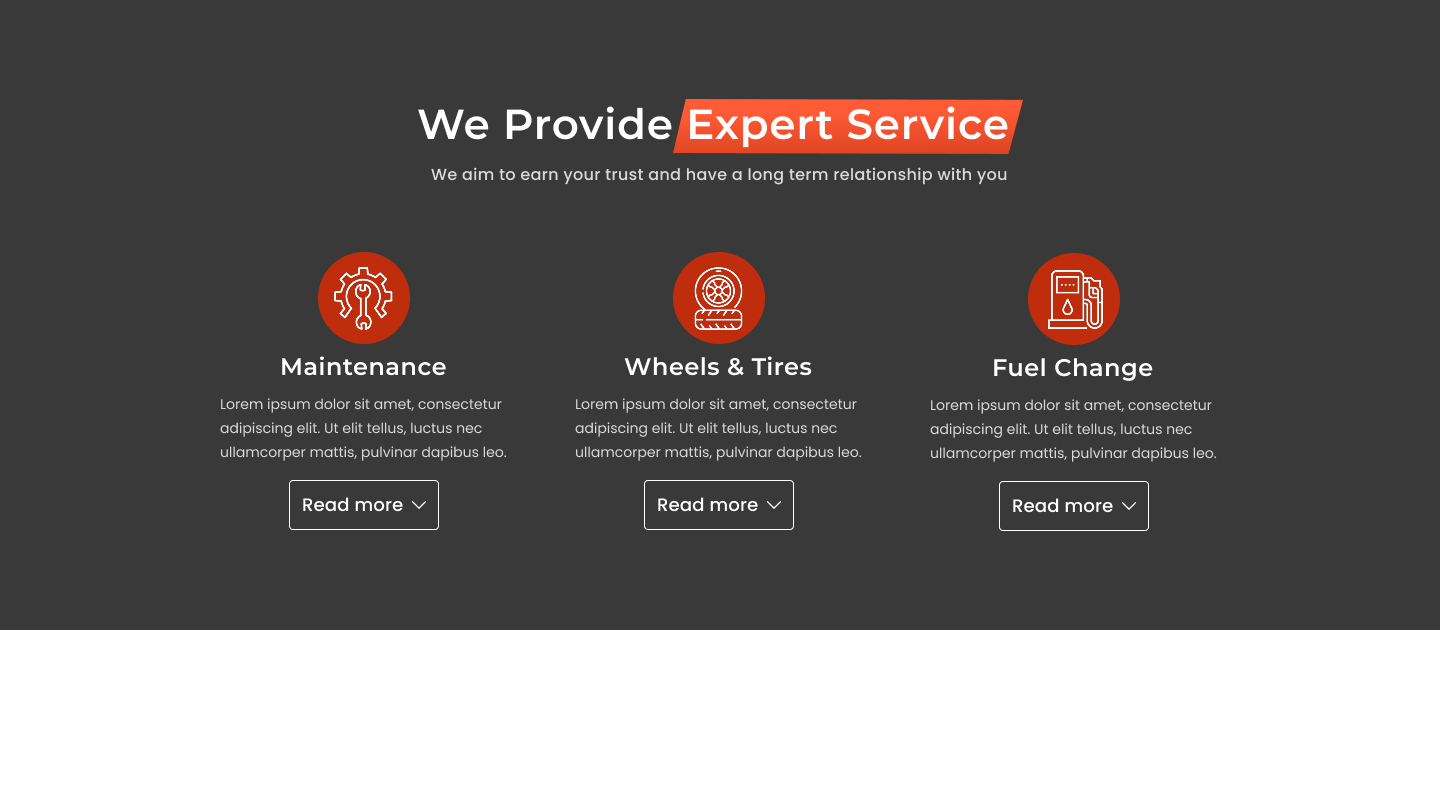 We Provide Expert Service
We aim to earn your trust and have a long term relationship with you
Maintenance
Lorem ipsum dolor sit amet, consectetur
adipiscing elit. Ut elit tellus, luctus nec
ullamcorper mattis, pulvinar dapibus leo.
Read more
Wheels & Tires
Lorem ipsum dolor sit amet, consectetur
adipiscing elit. Ut elit tellus, luctus nec
ullamcorper mattis, pulvinar dapibus leo.
Read more
Fuel Change
Lorem ipsum dolor sit amet, consectetur
adipiscing elit. Ut elit tellus, luctus nec
ullamcorper mattis, pulvinar dapibus leo.
Read more